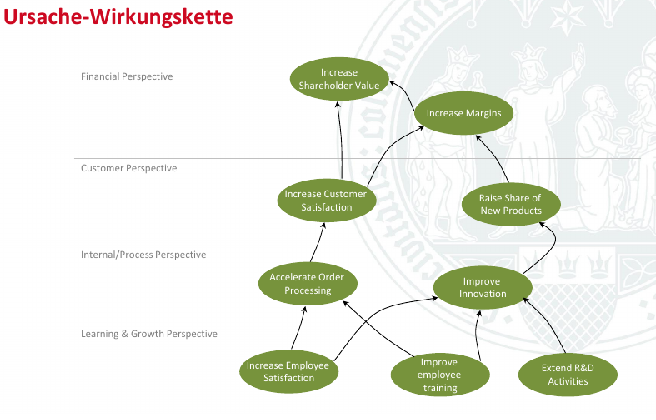 Ursache-Wirkungskette
Financial Perspective
Increase
Shareholder Value
Increase Margins
Customer Perspective
Increase Customer
Satisfaction
Raise Share of
New Products
Internal/Process Perspective
Accelerate Order
Processing
Improve
Innovation
Learning & Growth Perspective
Increase Employee
Satisfaction
Improve
employee
training
Extend R&D
Activities